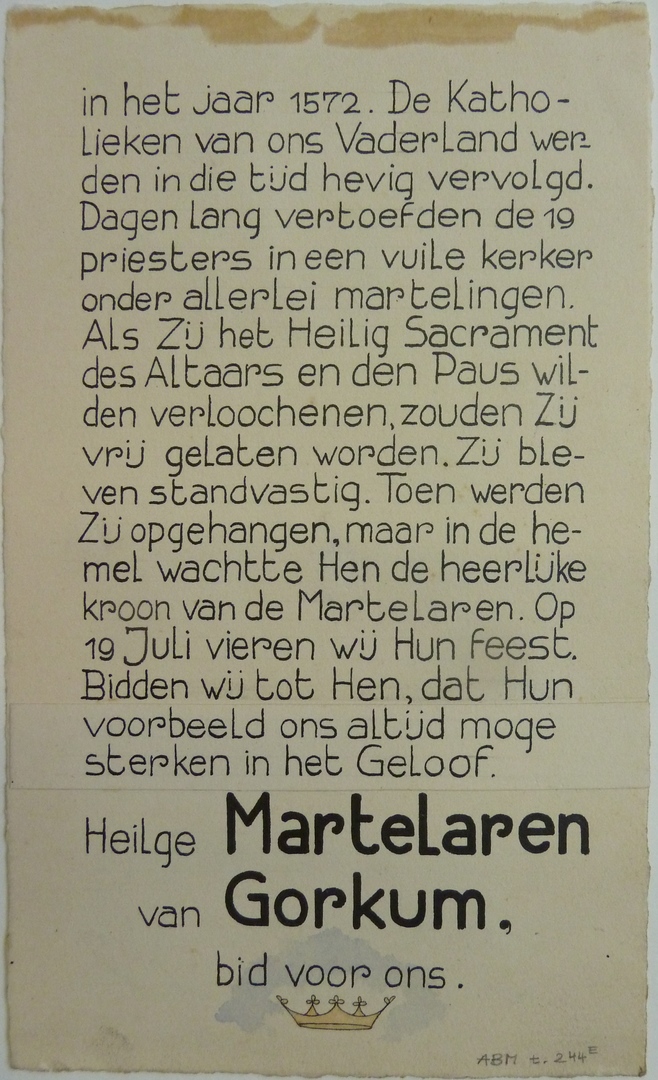 in het jaar 1572. De Katho-
lieken van ons Vaderland wer-
den in die tijd hevig vervolgd.
Dagen lang vertoefden de 19
priesters in een vuile kerker
onder allerlei martelingen.
Als Zij het Heilig Sacrament
des Altaars en den Paus wil-
den verloochenen, zouden Zij
vrij gelaten worden. Zij ble-
ven standvastig. Toen werden
Zij opgehangen, maar in de he-
mel wachtte Hen de heerlijke
kroon van de Martelaren. Op
19 Juli vieren wij Hun feest.
Bidden wij tot Hen, dat Hun
voorbeeld ons altijd moge
sterken in het Geloof.
Heilge Martelaren
van Gorkum,
bid voor ons.
ABM t. 244E